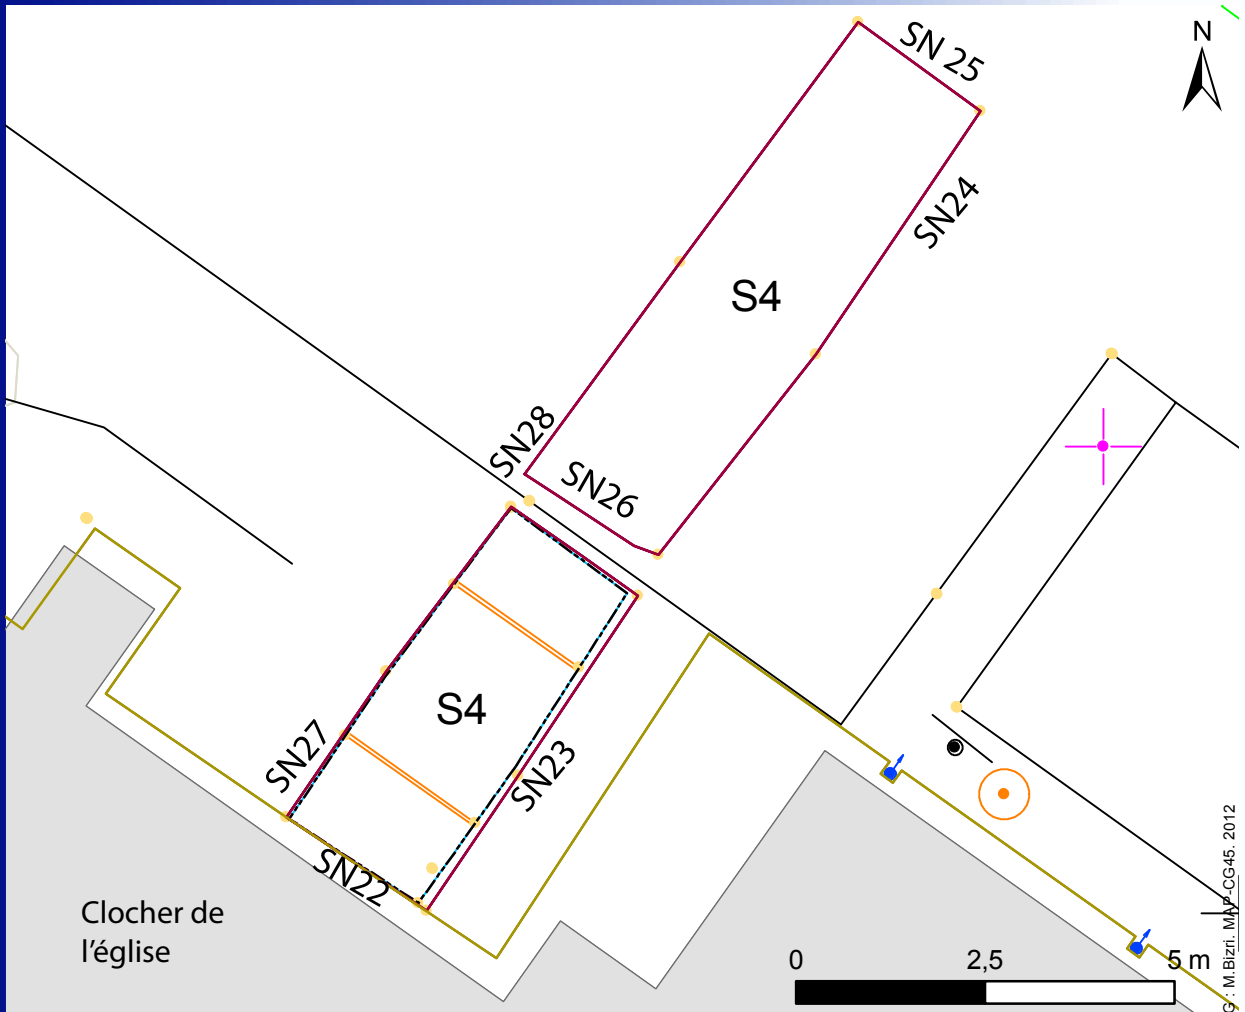 SN 25
N
SN24
S4
SN28
SN26
S4
SN27
SN23
SN22
Clocher de
l'église
0
2,5
5 m
G : M.Bizri. MAP-CG45. 2012